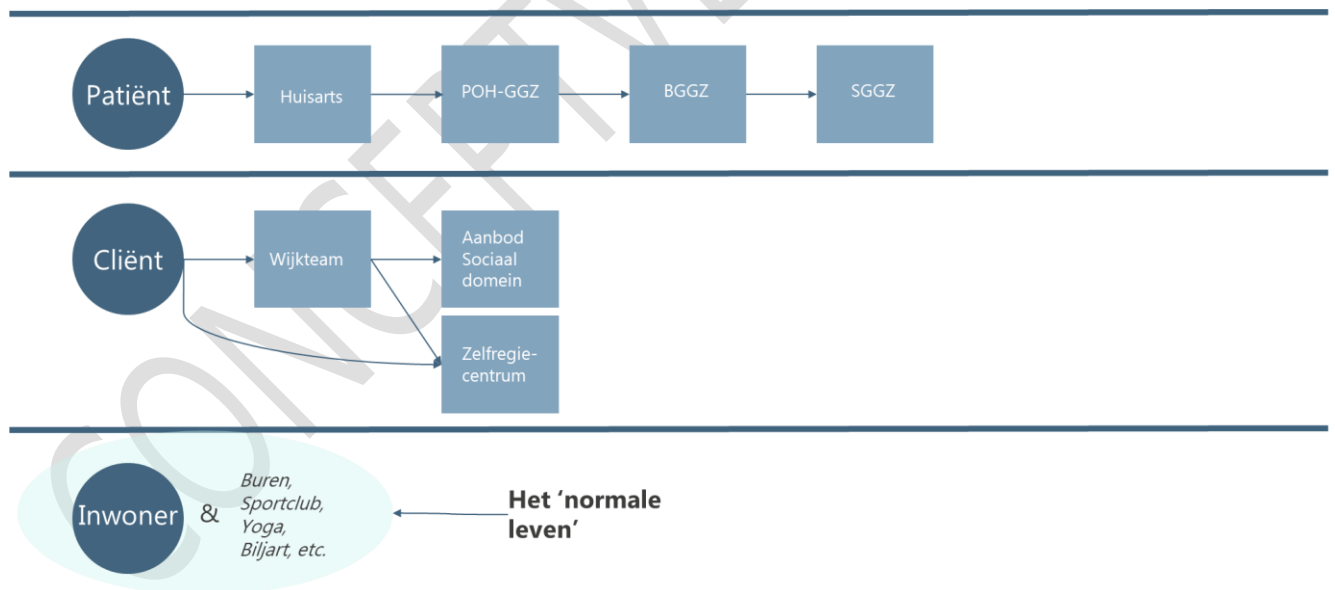 Patiënt
Huisarts
POH-GGZ
BGGZ
SGGZ
Cliënt
Wijkteam
Aanbod
Sociaal
domein
Zelfregie-
centrum
Inwoner
&
Buren,
Sportclub,
Yoga,
Biljart, etc.
Het ‘normale
leven’